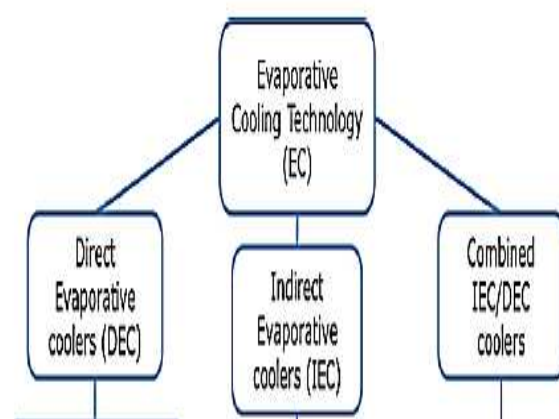 Evaporative
Cooling Technology
(EC)
Direct
Evaporative
coolers (DEC)
Indirect
Evaporative
coolers (IEC)
Combined
IEC/DEC
coolers